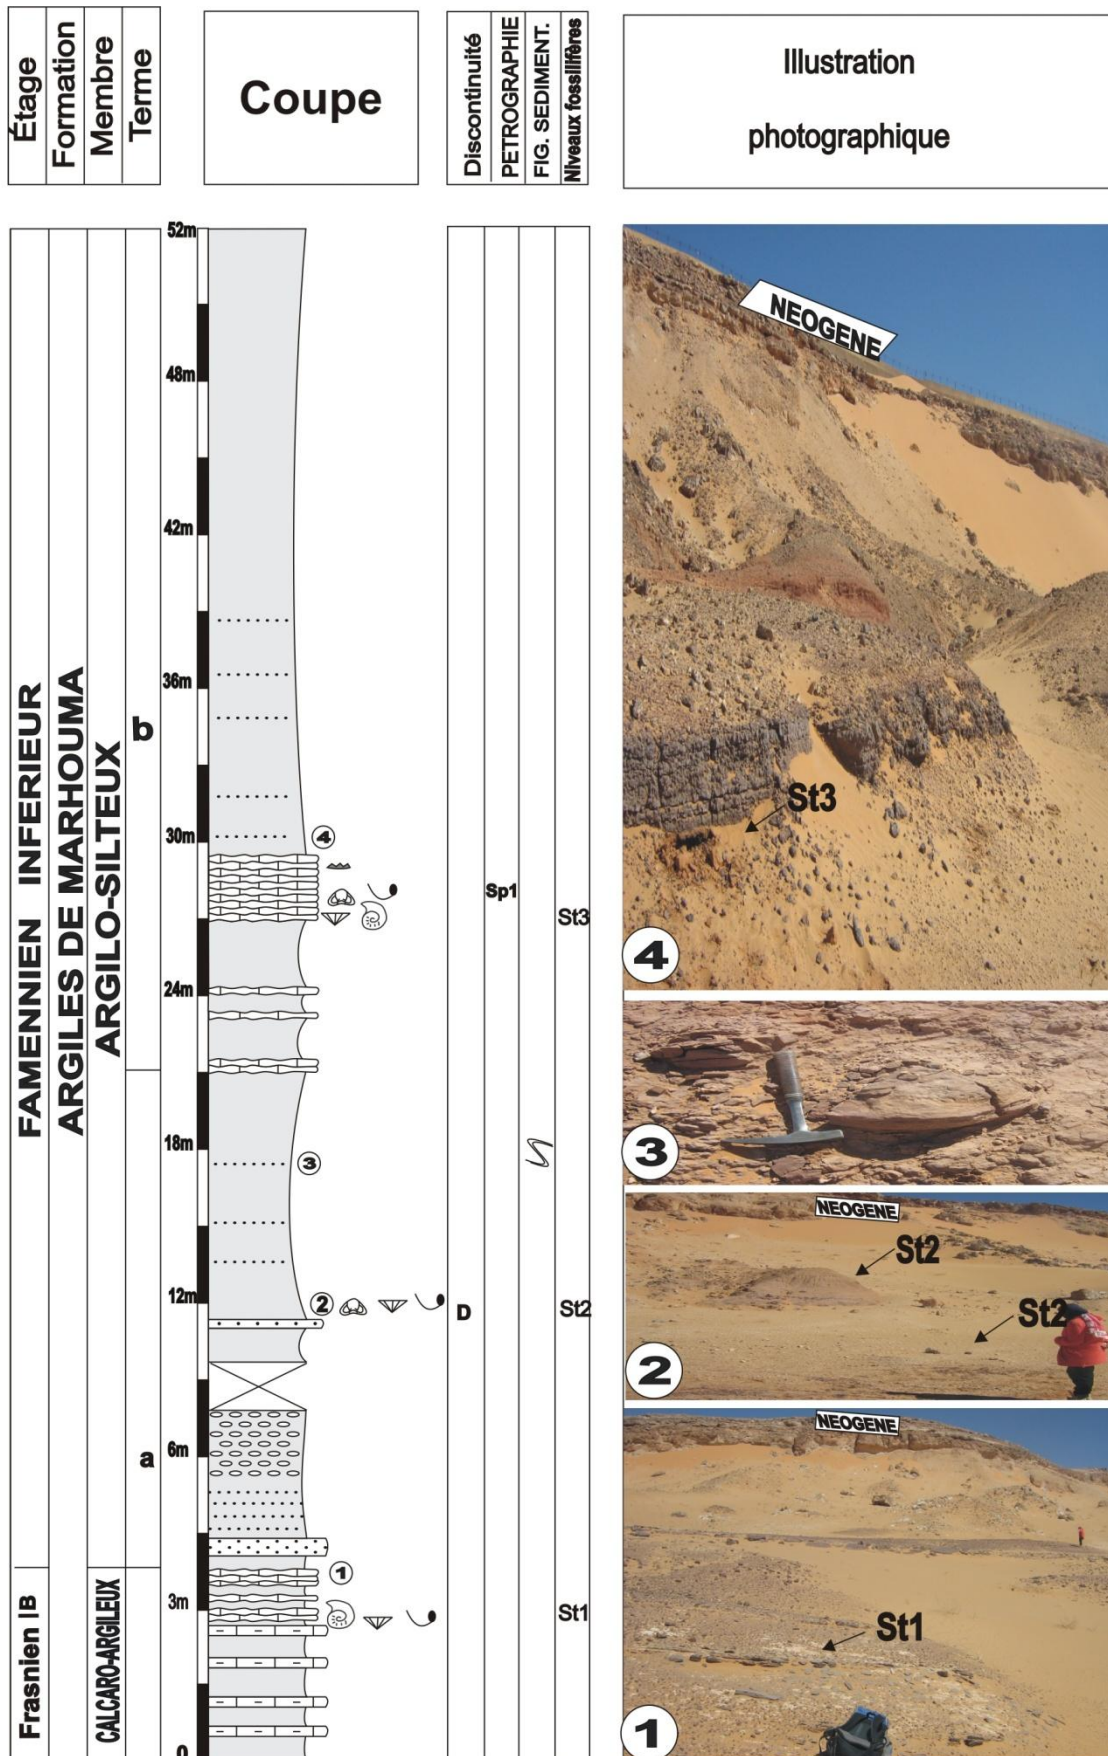 Étage
Formation
Membre
Terme
Coupe
Discontinuité
PETROGRAPHIE
FIG. SEDIMENT.
Niveaux fossilifères
Illustration
photographique
FAMENNIEN INFERIEUR
Frasnien IB
ARGILES DE MARHOUMA
ARGILO-SILTEUX
CALCARO-ARGILEUX
b
a
52m
48m
42m
36m
30m
24m
18m
12m
6m
3m
0
4
3
2
1
D
Sp1
St3
St2
St1
NEOGENE
St3
4
3
NEOGENE
St2
St2
2
NEOGENE
St1
1